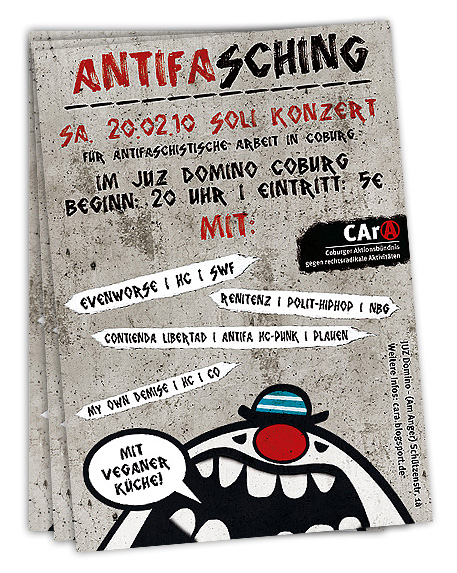 ANTIFASCHING
SA. 20.02.10 SOLI KONZERT
FÜR ANTIFASCHISTISCHE ARBEIT IN COBURG
IM JUZ DOMINO COBURG
BEGINN: 20 UHR | EINTRITT: 5€
MIT:
CArA
Coburger Aktionsbündnis
gegen rechtsradikale Aktivitäten
EVENWORSE | HC | SWF
RENITENZ | POLIT-HIPHOP | NBG
CONTIENDA LIBERTAD | ANTIFA HC-PUNK | PLAUEN
MY OWN DEMISE | HC | CO
JUZ Domino - (Am Anger) Schützenstr. 1a
Weitere Infos: cara.blogsport.de
MIT
VEGANER
KÜCHE!